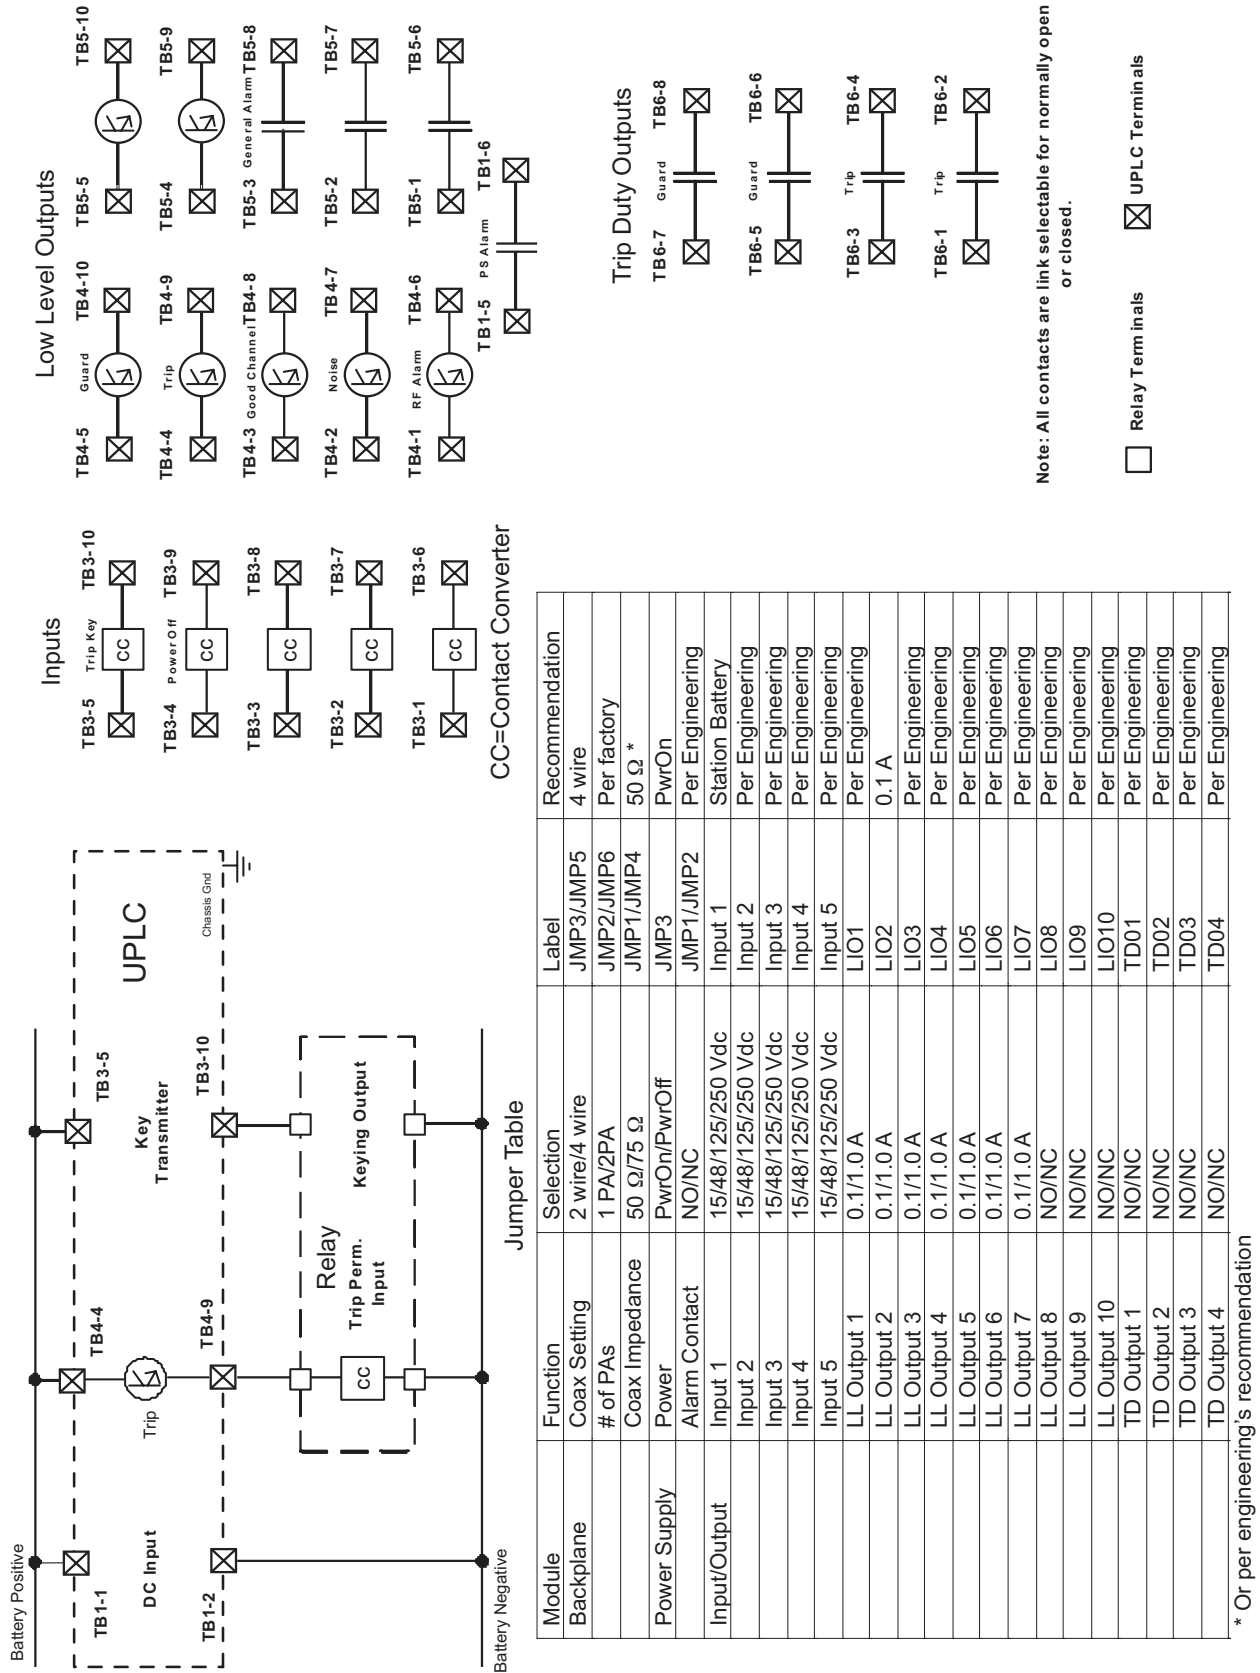 Battery Positive
TB1-1
DC Input
TB1-2
Battery Negative
TB4-4
Trip
TB4-9
Relay
Trip Perm.
Input
CC
TB3-5
Key
Transmitter
TB3-10
Keying Output
UPLC
Chassis Gnd
Inputs
TB3-5 Trip Key TB3-10
CC
TB3-4 Power Off TB3-9
CC
TB3-3 TB3-8
CC
TB3-2 TB3-7
CC
TB3-1 TB3-6
CC
CC=Contact Converter
Low Level Outputs
TB4-5 Guard TB4-10
TB5-5 TB5-10
TB4-4 Trip TB4-9
TB5-4 TB5-9
TB4-3 Good Channel TB4-8
TB5-3 General Alarm TB5-8
TB4-2 Noise TB4-7
TB5-2 TB5-7
TB4-1 RF Alarm TB4-6
TB5-1 TB5-6
TB1-5 PS Alarm TB1-6
Trip Duty Outputs
TB6-7 Guard TB6-8
TB6-5 Guard TB6-6
TB6-3 Trip TB6-4
TB6-1 Trip TB6-2
Note: All contacts are link selectable for normally open
or closed.
Relay Terminals UPLC Terminals
Jumper Table
Module Function Selection Label Recommendation
Backplane Coax Setting 2 wire/4 wire JMP3/JMP5 4 wire
# of PAs 1 PA/2PA JMP2/JMP6 Per factory
Coax Impedance 50 Ω/75 Ω JMP1/JMP4 50 Ω *
Power Supply Power PwrOn/PwrOff JMP3 PwrOn
Alarm Contact NO/NC JMP1/JMP2 Per Engineering
Input/Output Input 1 15/48/125/250 Vdc Input 1 Station Battery
Input 2 15/48/125/250 Vdc Input 2 Per Engineering
Input 3 15/48/125/250 Vdc Input 3 Per Engineering
Input 4 15/48/125/250 Vdc Input 4 Per Engineering
Input 5 15/48/125/250 Vdc Input 5 Per Engineering
LL Output 1 0.1/1.0 A LIO1 Per Engineering
LL Output 2 0.1/1.0 A LIO2 0.1 A
LL Output 3 0.1/1.0 A LIO3 Per Engineering
LL Output 4 0.1/1.0 A LIO4 Per Engineering
LL Output 5 0.1/1.0 A LIO5 Per Engineering
LL Output 6 0.1/1.0 A LIO6 Per Engineering
LL Output 7 0.1/1.0 A LIO7 Per Engineering
LL Output 8 NO/NC LIO8 Per Engineering
LL Output 9 NO/NC LIO9 Per Engineering
LL Output 10 NO/NC LIO10 Per Engineering
TD Output 1 NO/NC TD01 Per Engineering
TD Output 2 NO/NC TD02 Per Engineering
TD Output 3 NO/NC TD03 Per Engineering
TD Output 4 NO/NC TD04 Per Engineering
* Or per engineering's recommendation